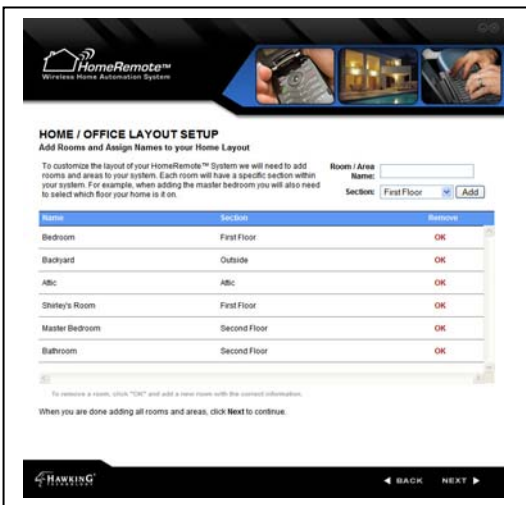 HomeRemote™
Wireless Home Automation System
HOME / OFFICE LAYOUT SETUP
Add Rooms and Assign Names to your Home Layout
To customize the layout of your HomeRemote™ System we will need to add
rooms and areas to your system. Each room will have a specific section within
your system. For example, when adding the master bedroom you will also need
to select which floor your home is it on.
Room / Area
Name:
Section: First Floor Add
Name Section Remove
Bedroom First Floor OK
Backyard Outside OK
Attic Attic OK
Shirley's Room First Floor OK
Master Bedroom Second Floor OK
Bathroom Second Floor OK
To remove a room, click "OK" and add a new room with the correct information.
When you are done adding all rooms and areas, click Next to continue.
HAWKING
TECHNOLOGY
BACK NEXT